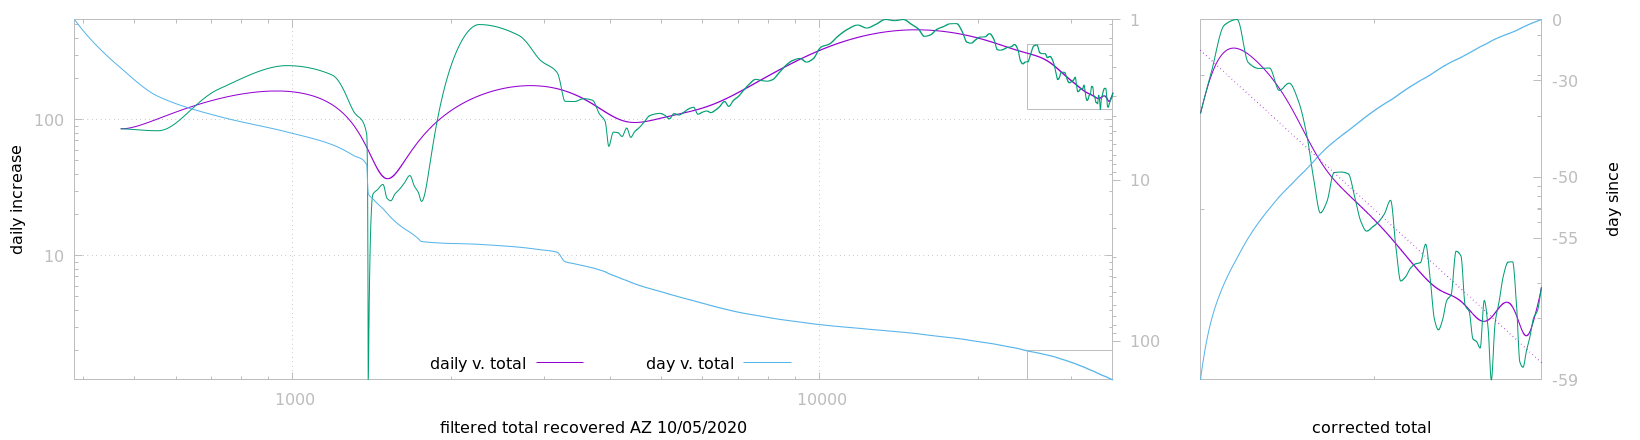 1
0
-30
100
daily increase
10
-50
day since
10
-55
100
daily v. total
day v. total
-59
1000
10000
filtered total recovered AZ 10/05/2020
corrected total